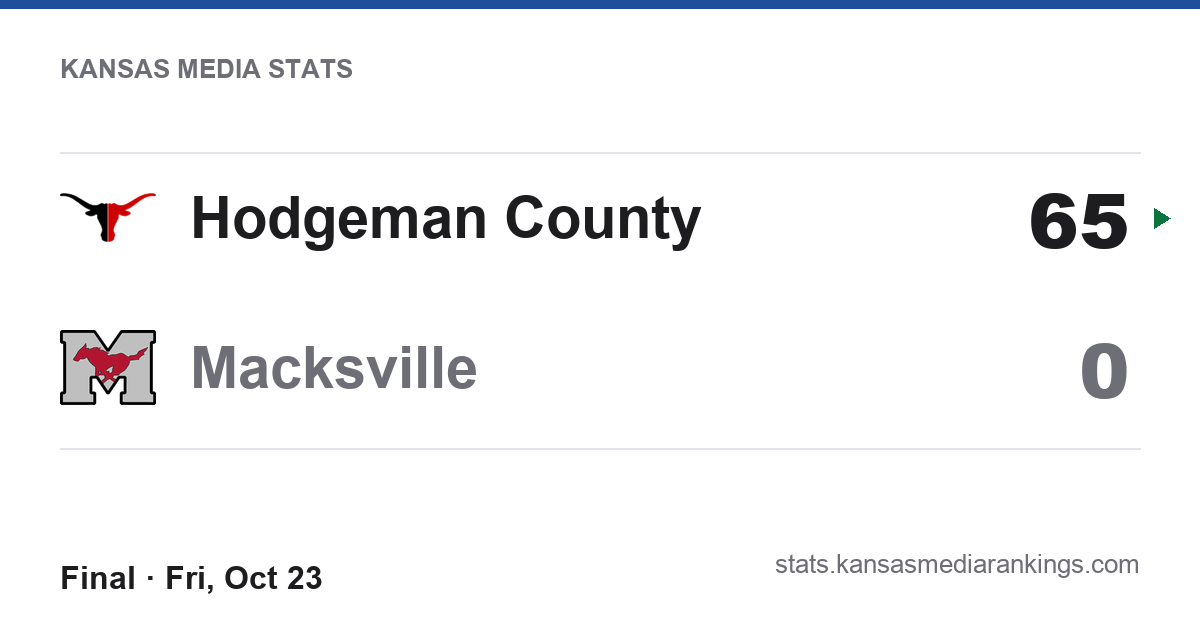 KANSAS MEDIA STATS
Hodgeman County 65
Macksville 0
Final · Fri, Oct 23
stats.kansasmediarankings.com